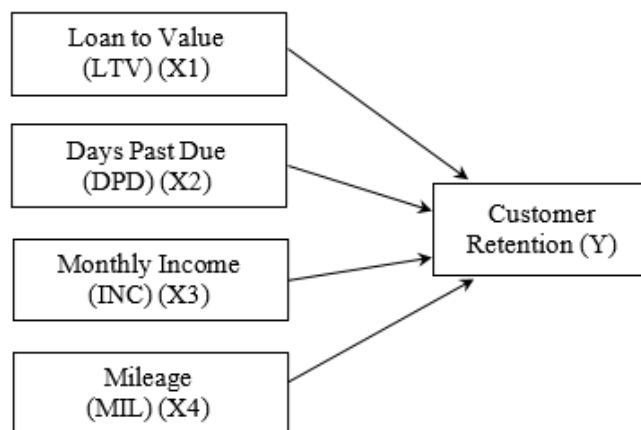 Loan to Value
(LTV) (X1)
Days Past Due
(DPD) (X2)
Monthly Income
(INC) (X3)
Mileage
(MIL) (X4)
Customer
Retention (Y)